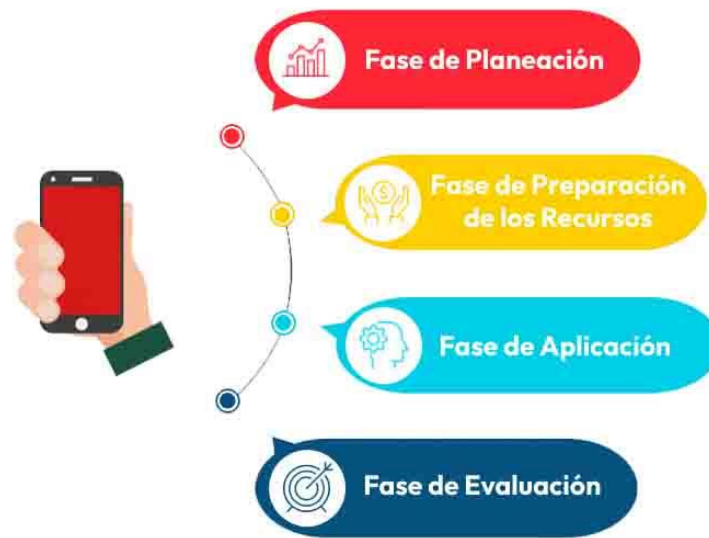 Fase de Planeación
Fase de Preparación
de los Recursos
Fase de Aplicación
Fase de Evaluación